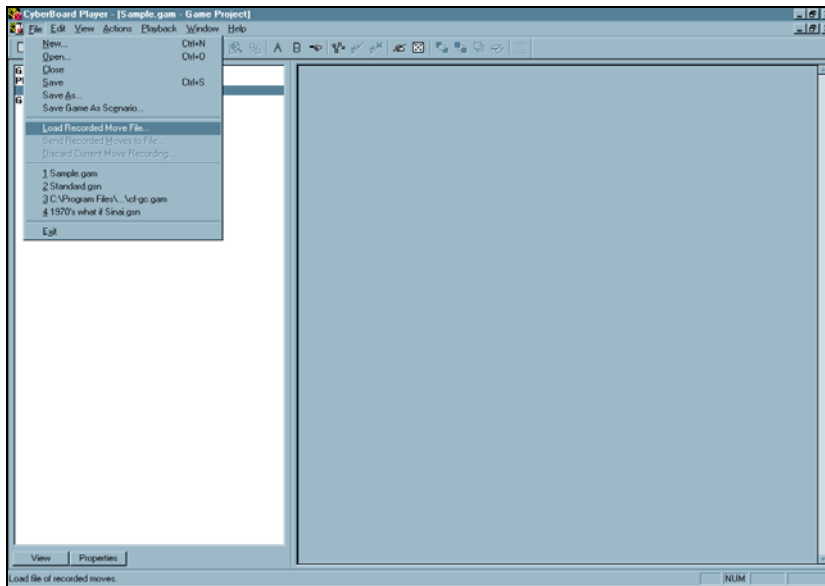 CyberBoard Player - [Sample.gam - Game Project]
File Edit View Actions Playback Window Help
New... Ctrl+N
Open... Ctrl+O
Close
Save Ctrl+S
Save As...
Save Game As Scenario...
Load Recorded Move File...
Send Recorded Moves to File...
Discard Current Move Recording...
1 Sample.gam
2 Standard.gsn
3 C:\Program Files\...\cf-gc.gam
4 1970's what if Sinai.gsn
Exit
A B
G
Pl
G
View Properties
Load file of recorded moves.
NUM